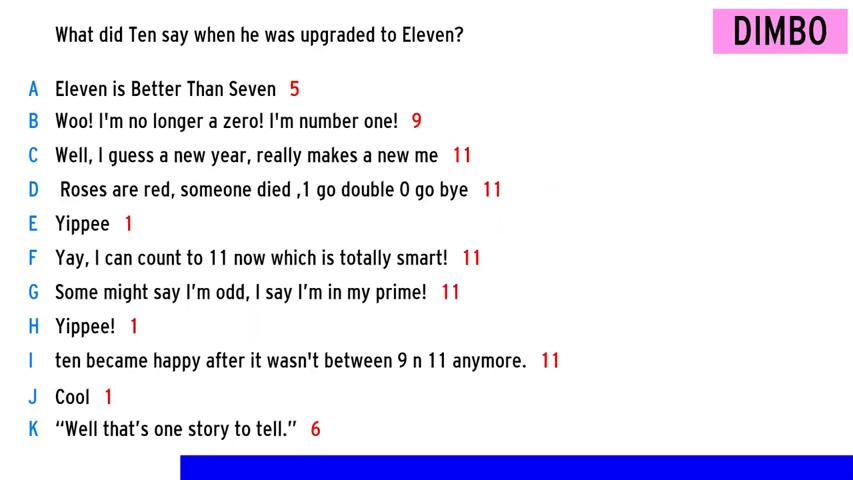 What did Ten say when he was upgraded to Eleven?
DIMBO
A Eleven is Better Than Seven 5
B Woo! I'm no longer a zero! I'm number one! 9
C Well, I guess a new year, really makes a new me 11
D Roses are red, someone died ,1 go double 0 go bye 11
E Yippee 1
F Yay, I can count to 11 now which is totally smart! 11
G Some might say I’m odd, I say I’m in my prime! 11
H Yippee! 1
I ten became happy after it wasn't between 9 n 11 anymore. 11
J Cool 1
K “Well that’s one story to tell.” 6